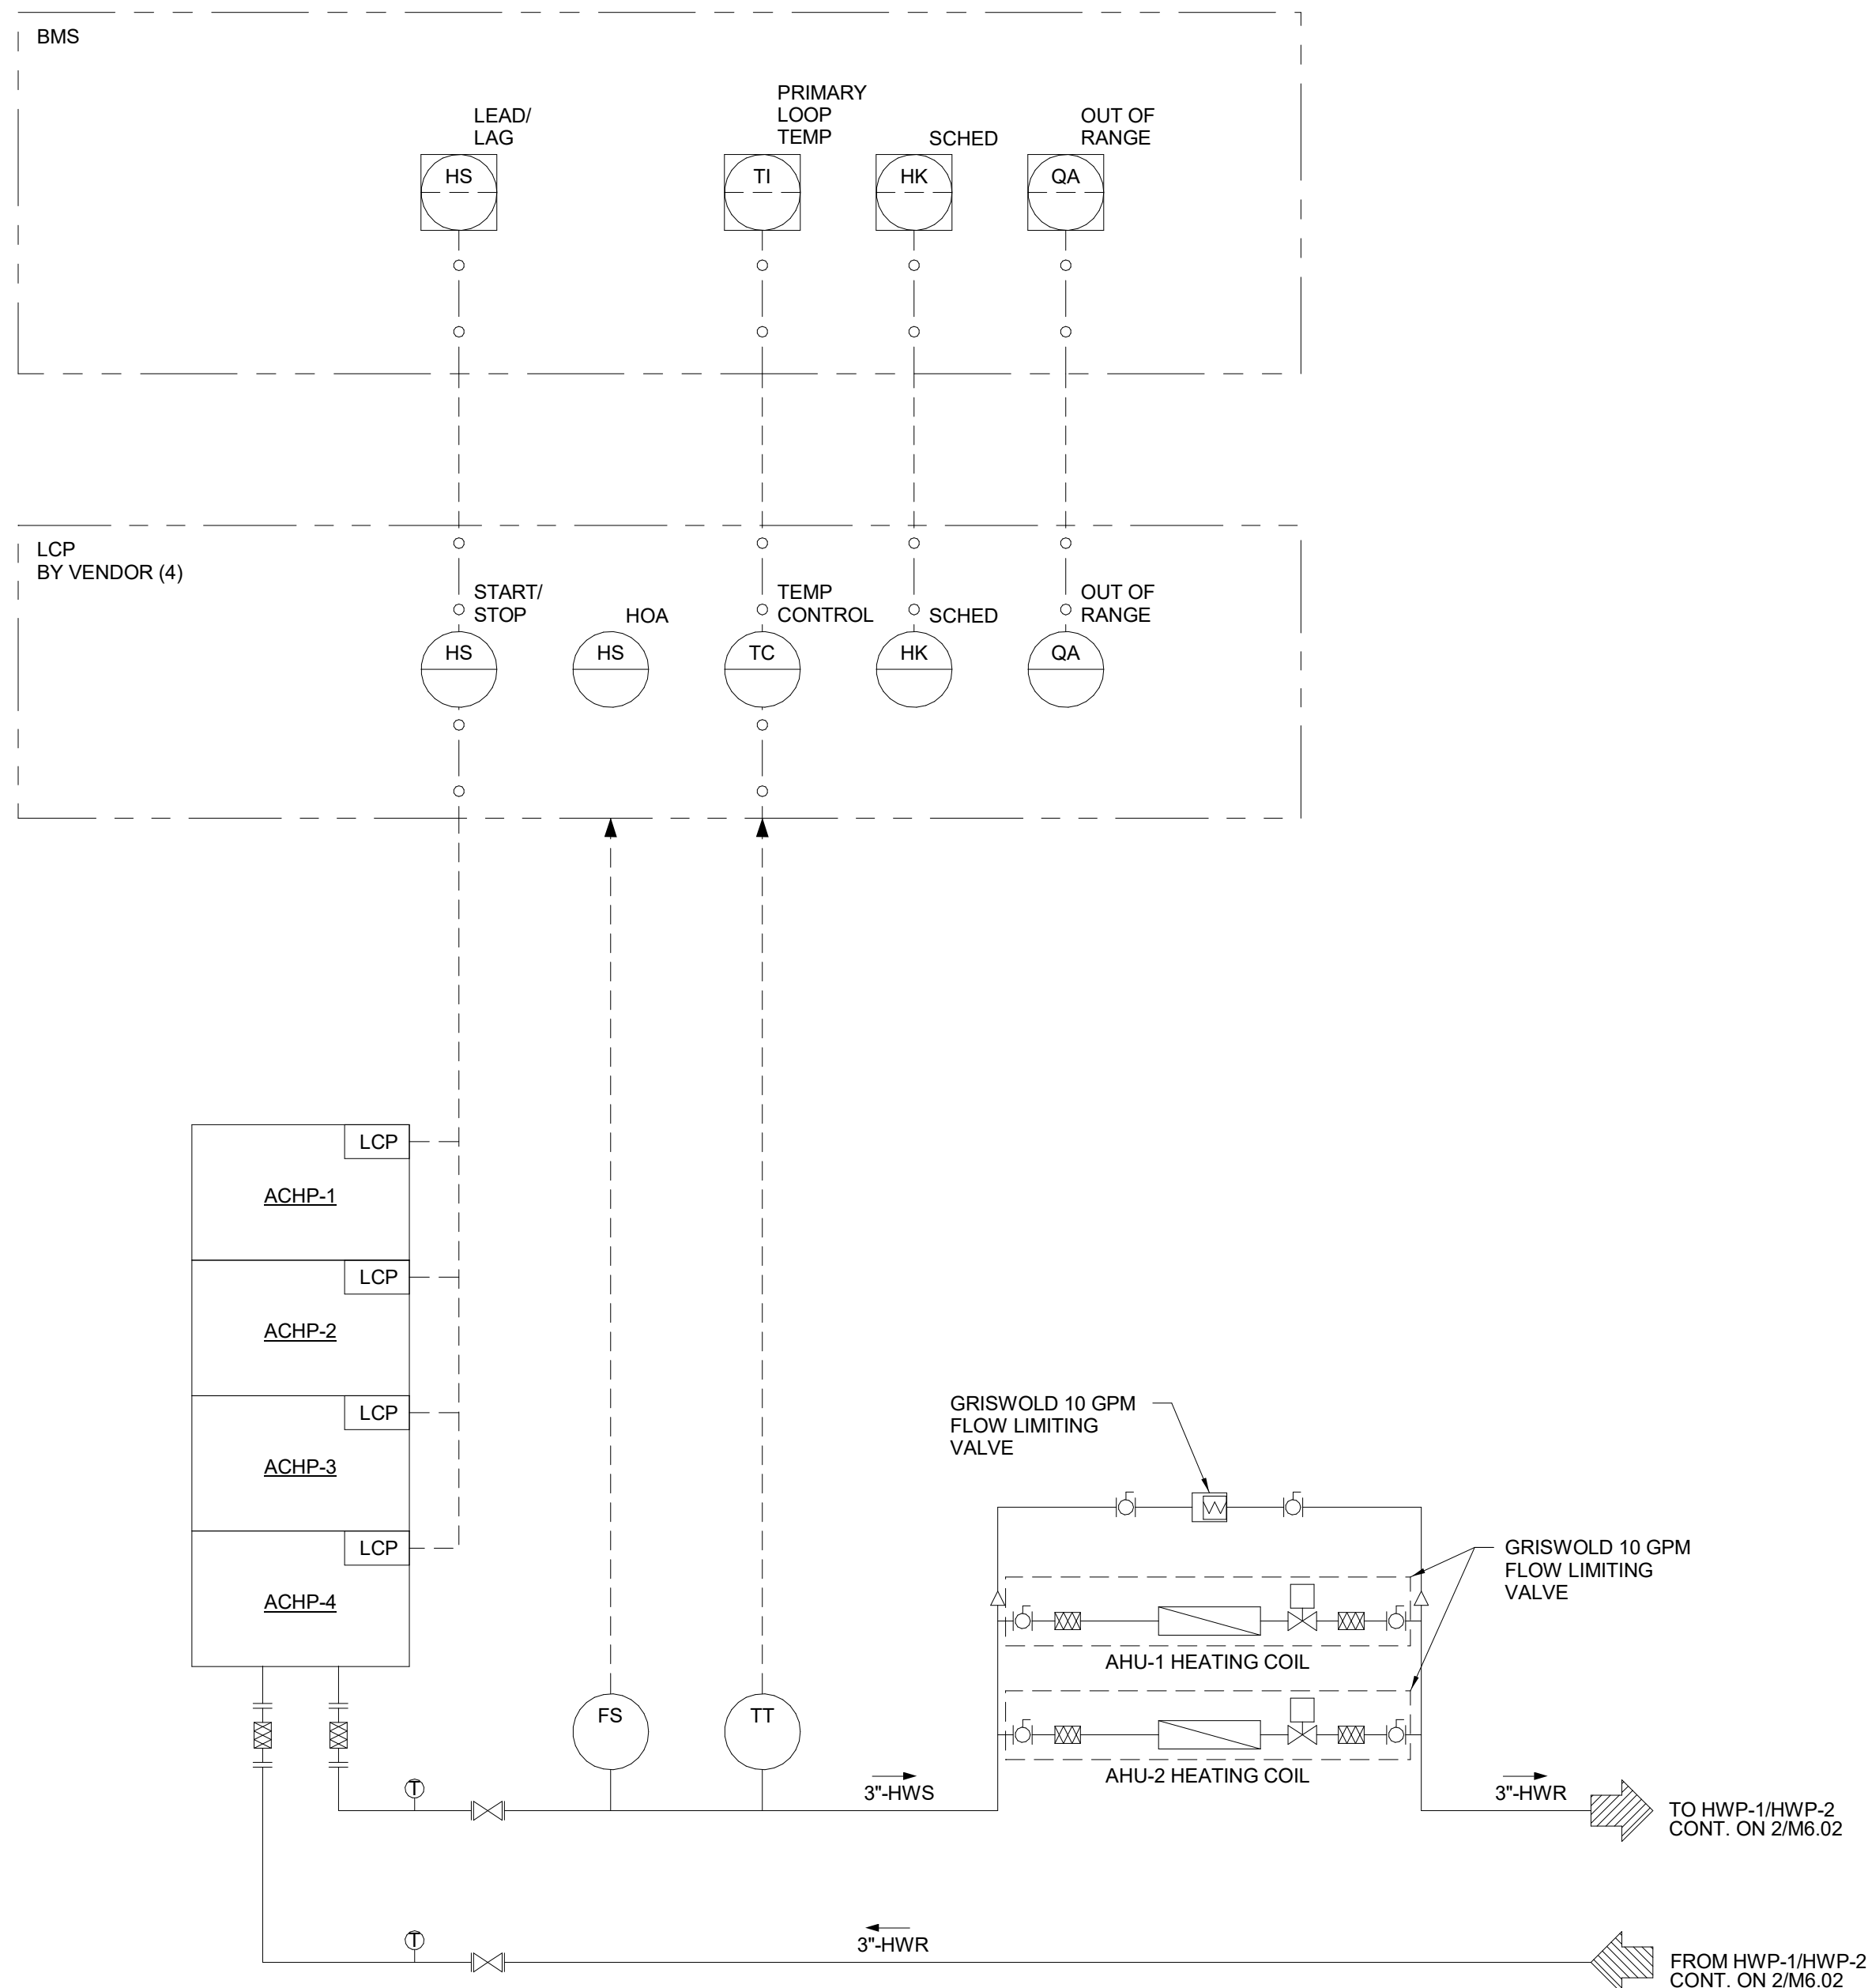 BMS
LEAD/
LAG
PRIMARY
LOOP
TEMP
SCHED
OUT OF
RANGE
HS
TI
HK
QA
LCP
BY VENDOR (4)
START/
STOP
HOA
TEMP
CONTROL
SCHED
OUT OF
RANGE
HS
HS
TC
HK
QA
LCP
ACHP-1
LCP
ACHP-2
LCP
ACHP-3
LCP
ACHP-4
GRISWOLD 10 GPM
FLOW LIMITING
VALVE
GRISWOLD 10 GPM
FLOW LIMITING
VALVE
AHU-1 HEATING COIL
AHU-2 HEATING COIL
FS
TT
T
3"-HWS
3"-HWR
TO HWP-1/HWP-2
CONT. ON 2/M6.02
T
3"-HWR
FROM HWP-1/HWP-2
CONT. ON 2/M6.02